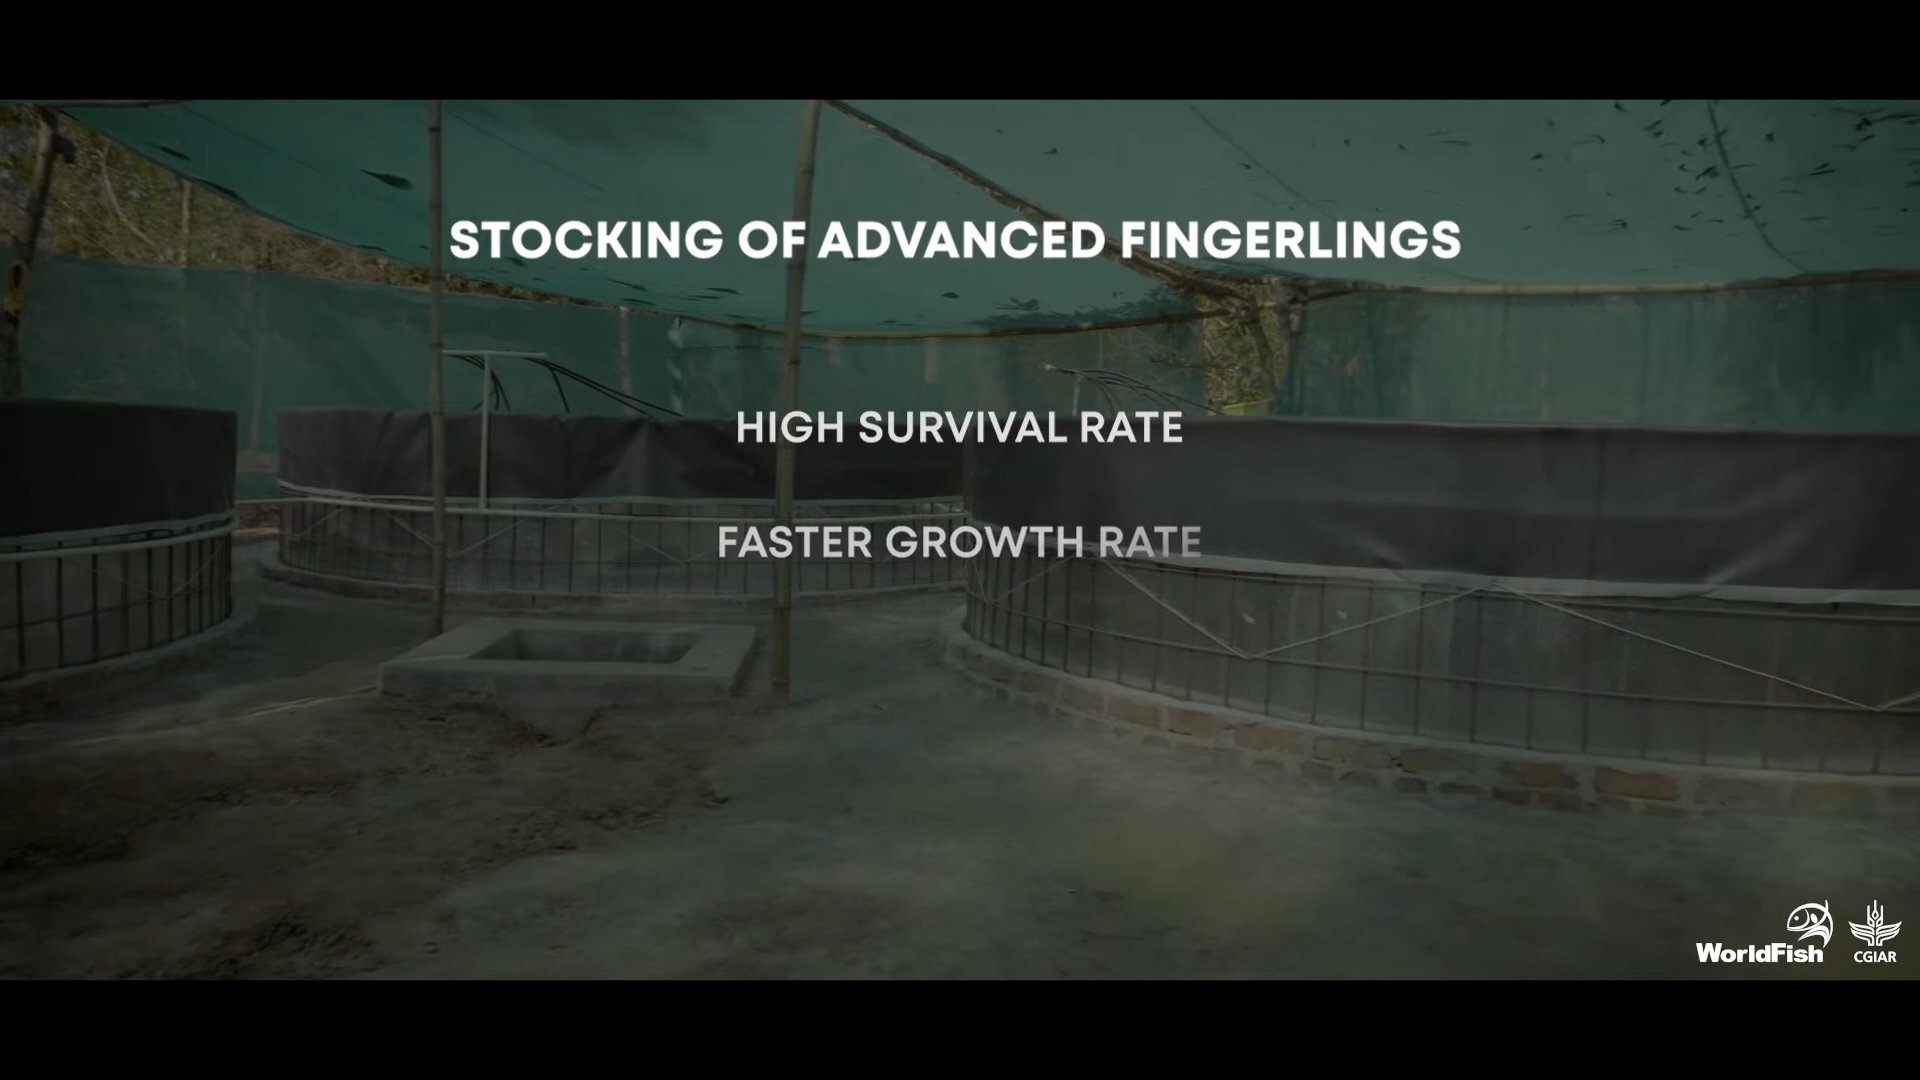 STOCKING OF ADVANCED FINGERLINGS
HIGH SURVIVAL RATE
FASTER GROWTH RATE
WorldFish
CGIAR